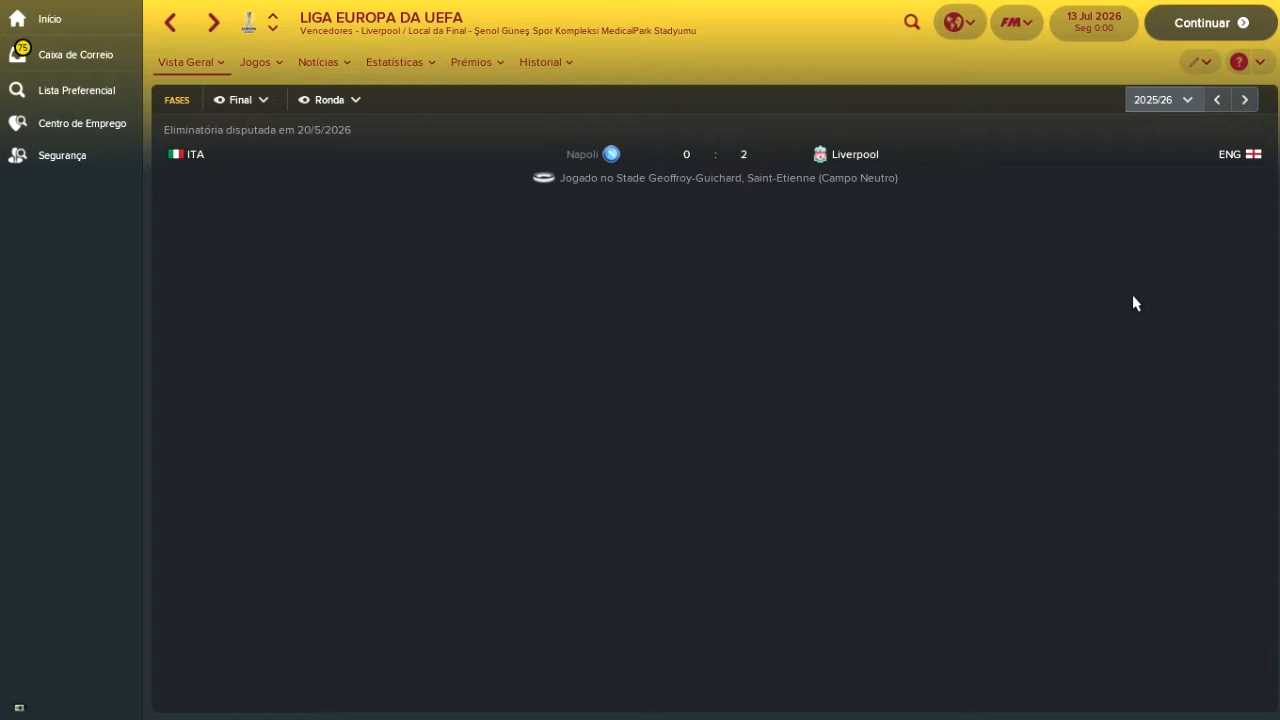 Início
75
Caixa de Correio
Lista Preferencial
Centro de Emprego
Segurança
LIGA EUROPA DA UEFA
Vencedores - Liverpool / Local da Final - Şenol Güneş Spor Kompleksi MedicalPark Stadyumu
FM
13 Jul 2026
Seg 0:00
Continuar
Vista Geral
Jogos
Notícias
Estatísticas
Prémios
Historial
?
FASES
Final
Ronda
2025/26
Eliminatória disputada em 20/5/2026
ITA Napoli 0 : 2 Liverpool ENG
Jogado no Stade Geoffroy-Guichard, Saint-Etienne (Campo Neutro)